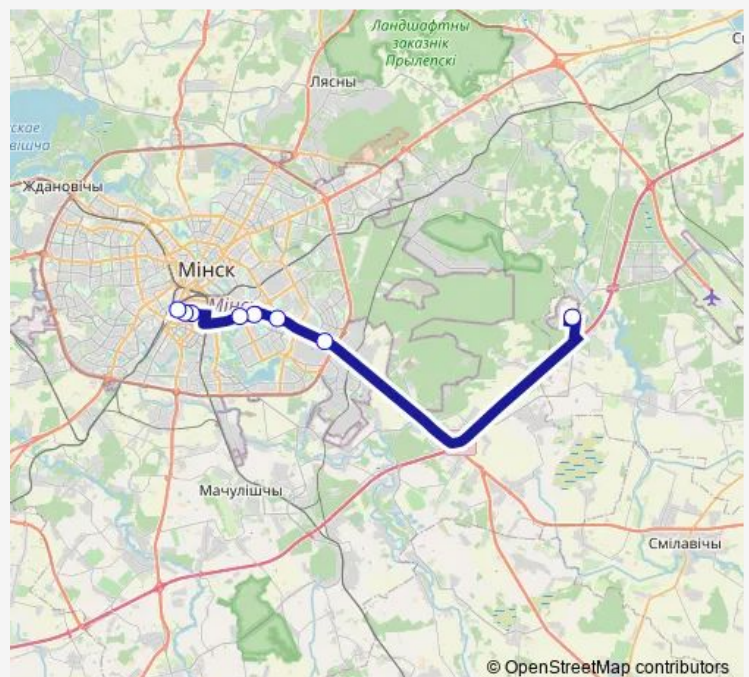 Ландшафтны
заказнік
Прылепскі
Лясны
Ждановічы
Мінск
Мінск
Мачулішчы
Смілавічы
© OpenStreetMap contributors